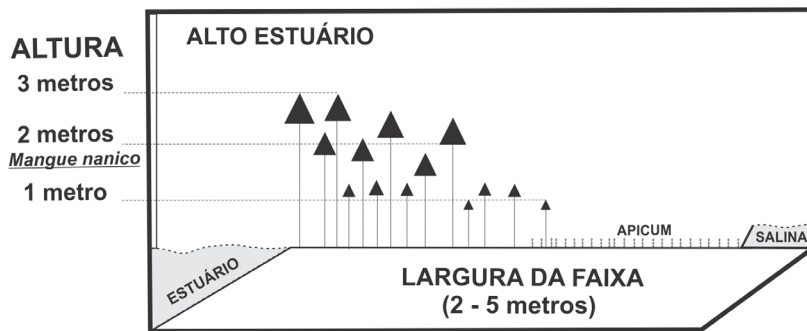 ALTO ESTUÁRIO
ALTURA
3 metros
2 metros
Mangue nanico
1 metro
APICUM
SALINA
ESTUÁRIO
LARGURA DA FAIXA
(2 - 5 metros)